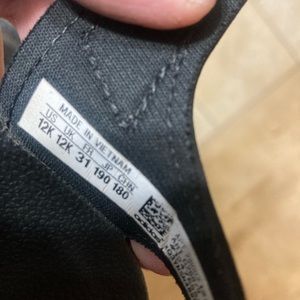 MADE IN VIETNAM
US UK FR JP CHN
12K 12K 31 190 180